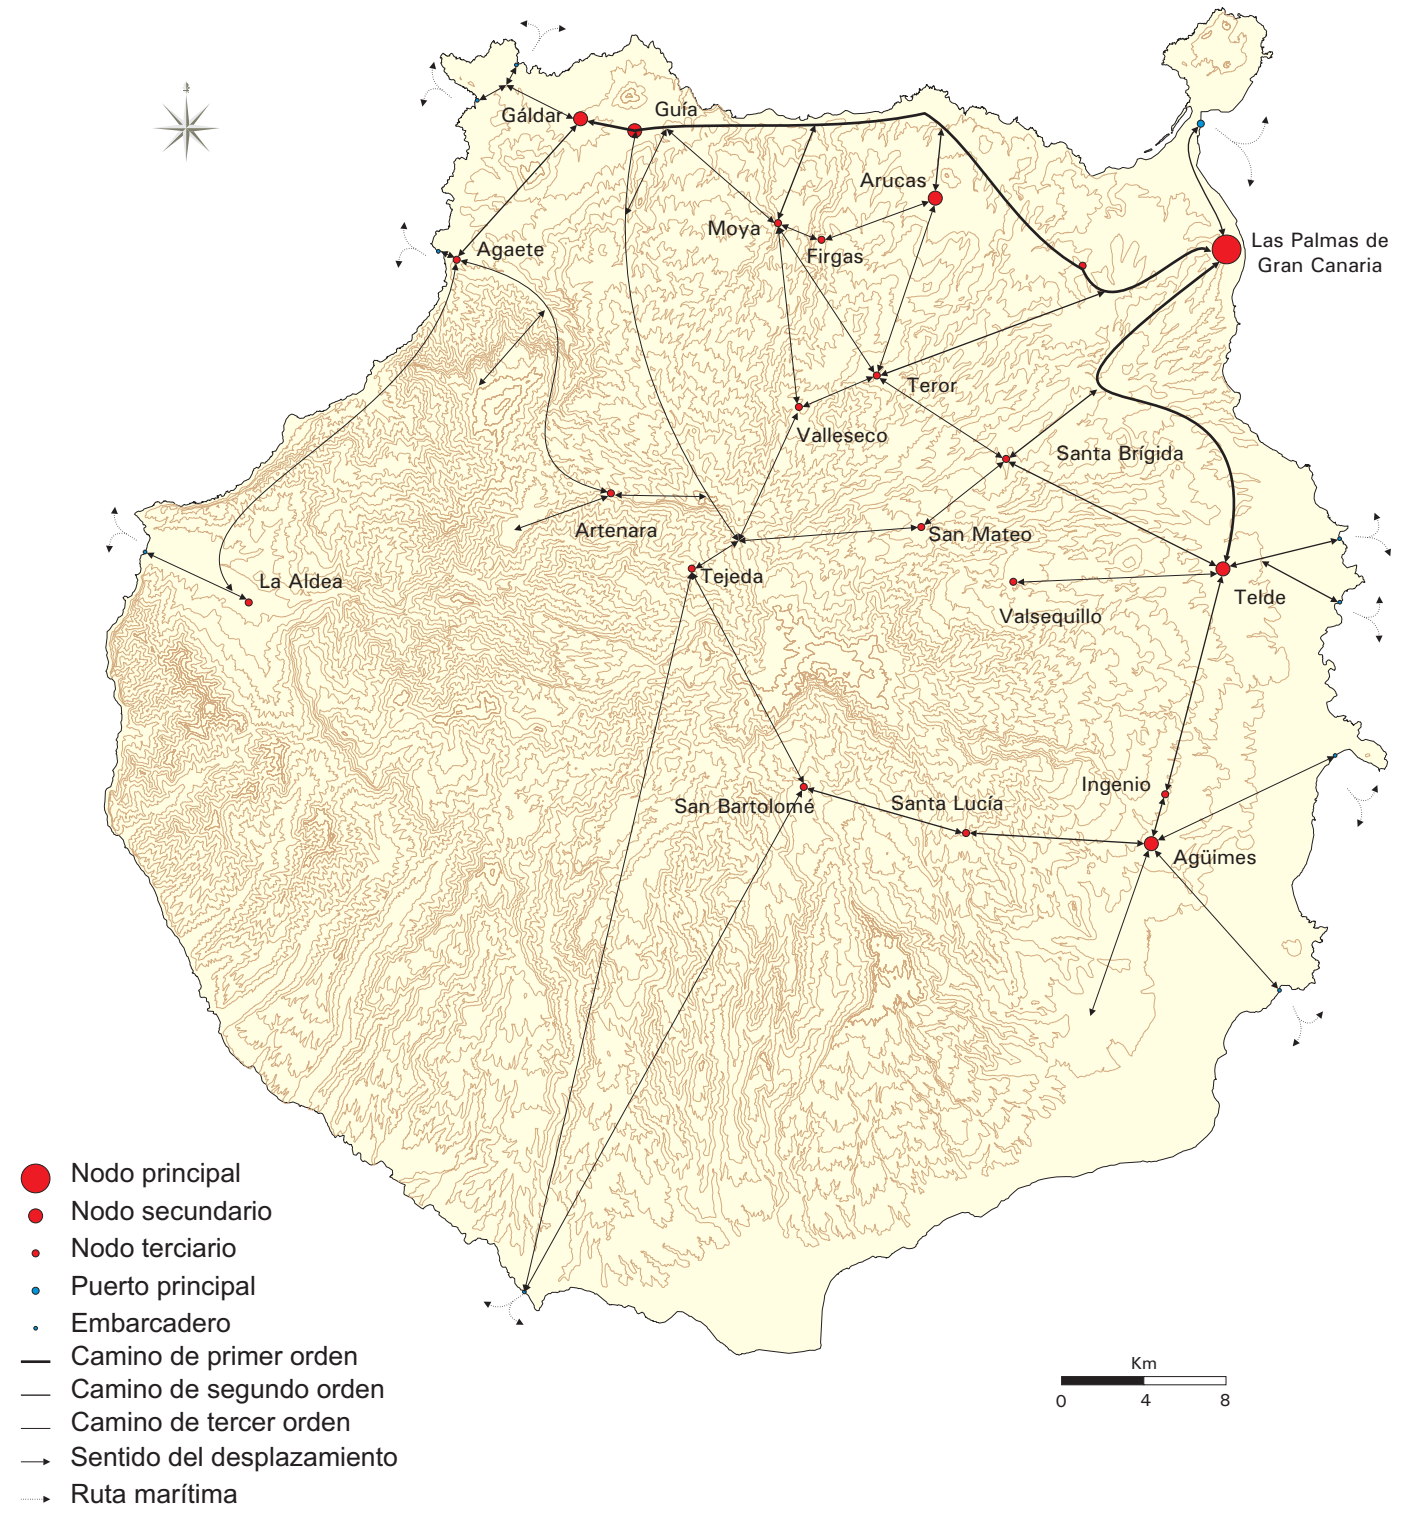 Gáldar
Guía
Arucas
Moya
Firgas
Agaete
Las Palmas de
Gran Canaria
Teror
Valleseco
Santa Brígida
Artenara
San Mateo
La Aldea
Tejeda
Telde
Valsequillo
Ingenio
San Bartolomé
Santa Lucía
Agüimes
Nodo principal
Nodo secundario
Nodo terciario
Puerto principal
Embarcadero
Camino de primer orden
Camino de segundo orden
Camino de tercer orden
Sentido del desplazamiento
Ruta marítima
Km
0 4 8